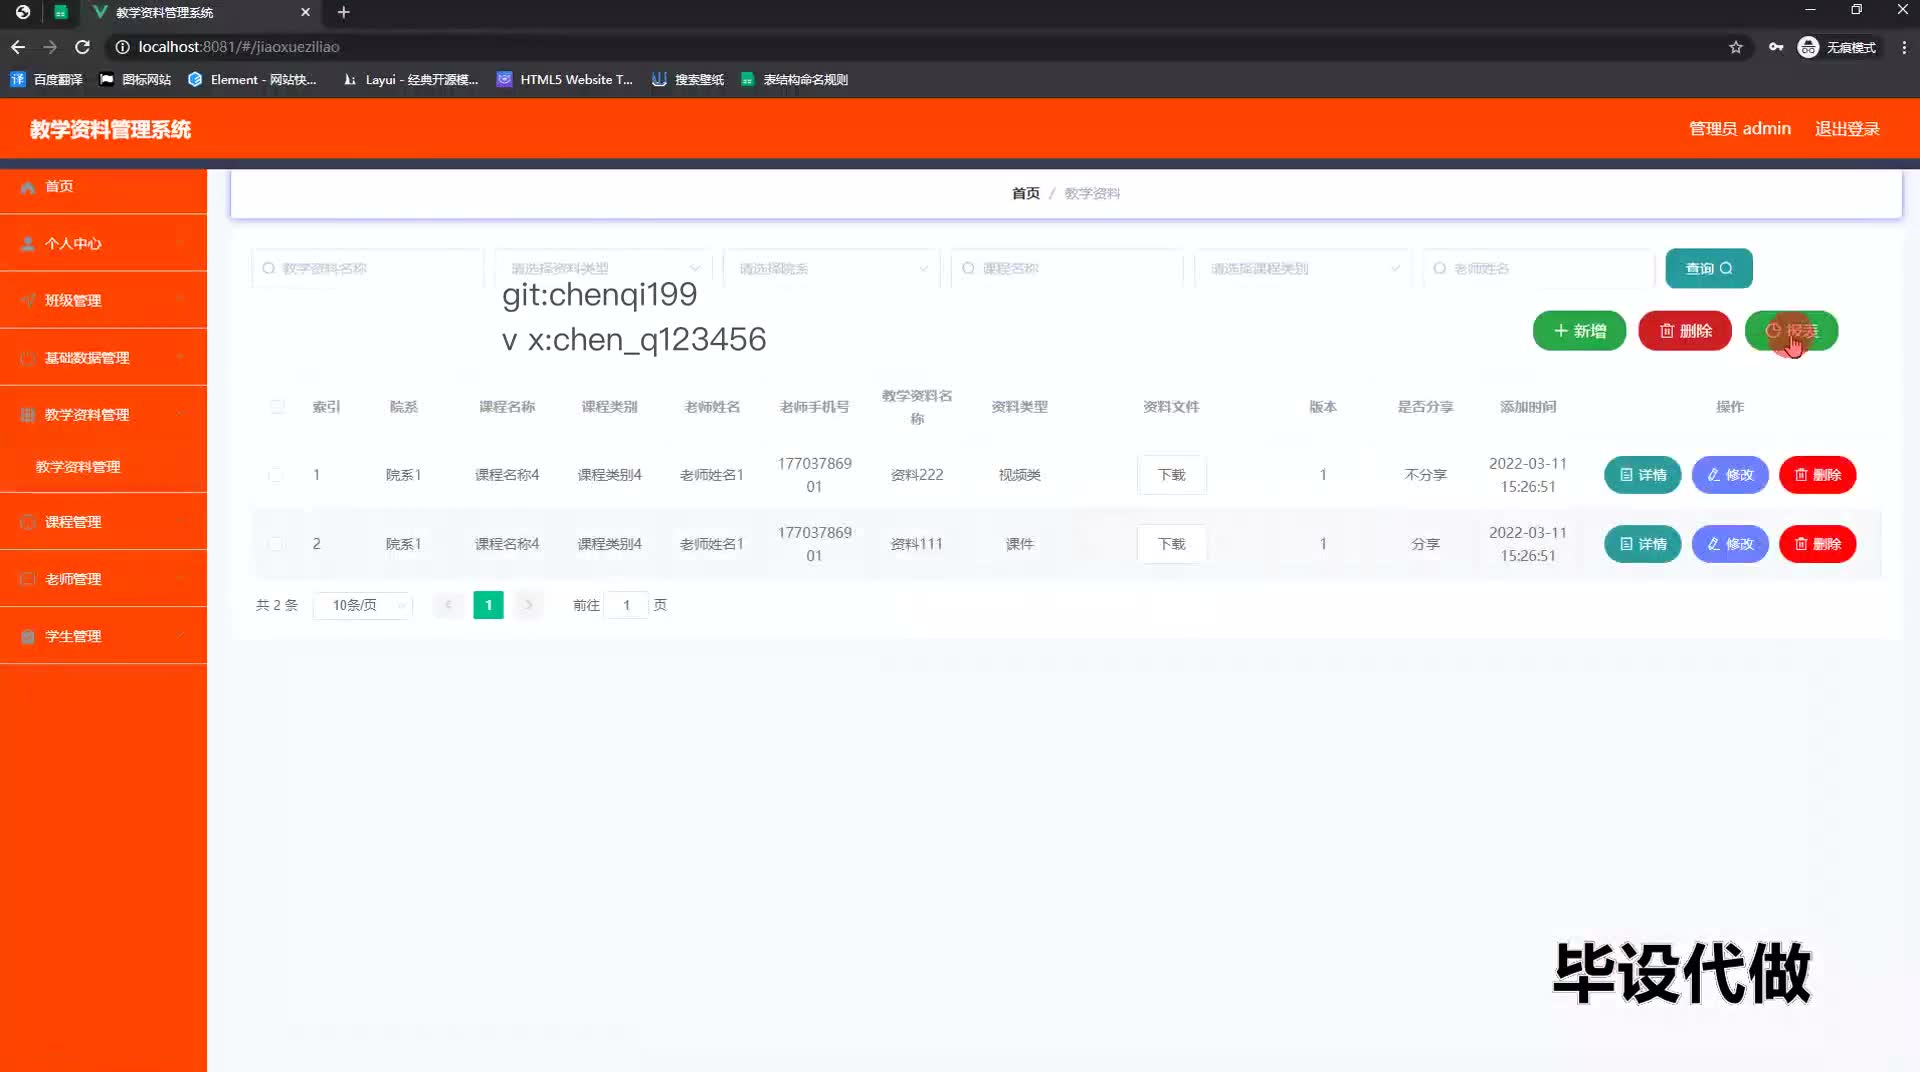 教学资料管理系统
localhost:8081/#/jiaoxueziliao
无痕模式
百度翻译
图标网站
Element - 网站快...
Layui - 经典开源模...
HTML5 Website T...
搜索壁纸
表结构命名规则
教学资料管理系统
管理员 admin
退出登录
首页
个人中心
班级管理
基础数据管理
教学资料管理
教学资料管理
课程管理
老师管理
学生管理
首页 / 教学资料
教学资料名称
请选择资料类型
请选择院系
课程名称
请选择课程类别
老师姓名
查询
git:chenqi199
v x:chen_q123456
新增
删除
报表
索引 院系 课程名称 课程类别 老师姓名 老师手机号 教学资料名称 资料类型 资料文件 版本 是否分享 添加时间 操作
1 院系1 课程名称4 课程类别4 老师姓名1 17703786901 资料222 视频类 下载 1 不分享 2022-03-11 15:26:51 详情 修改 删除
2 院系1 课程名称4 课程类别4 老师姓名1 17703786901 资料111 课件 下载 1 分享 2022-03-11 15:26:51 详情 修改 删除
共 2 条 10条/页 1 前往 1 页
毕设代做